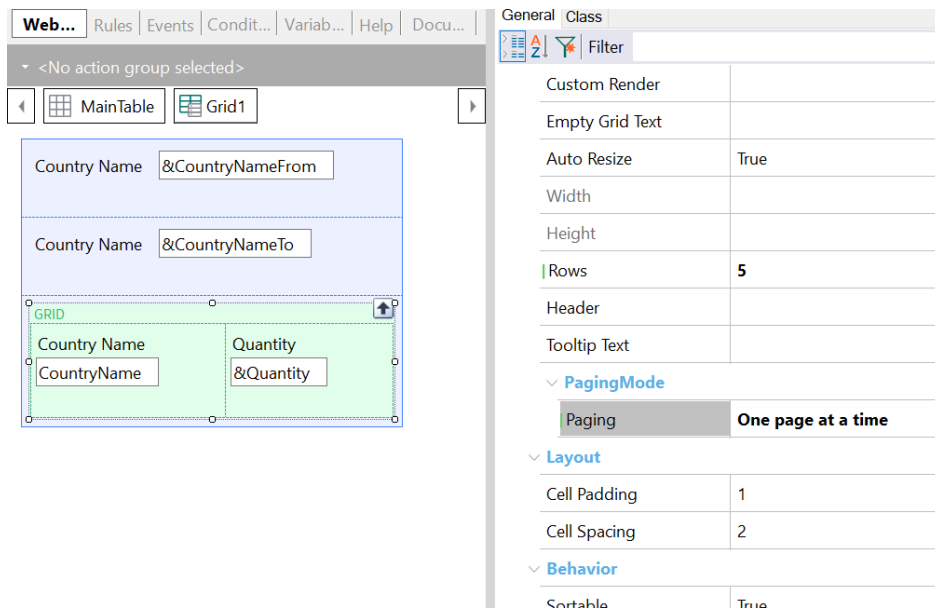 Web... Rules Events Condit... Variab... Help Docu...
<No action group selected>
MainTable Grid1
Country Name &CountryNameFrom
Country Name &CountryNameTo
GRID
Country Name Quantity
CountryName &Quantity
General Class
A Z Filter
Custom Render
Empty Grid Text
Auto Resize True
Width
Height
Rows 5
Header
Tooltip Text
PagingMode
Paging One page at a time
Layout
Cell Padding 1
Cell Spacing 2
Behavior
Sortable True